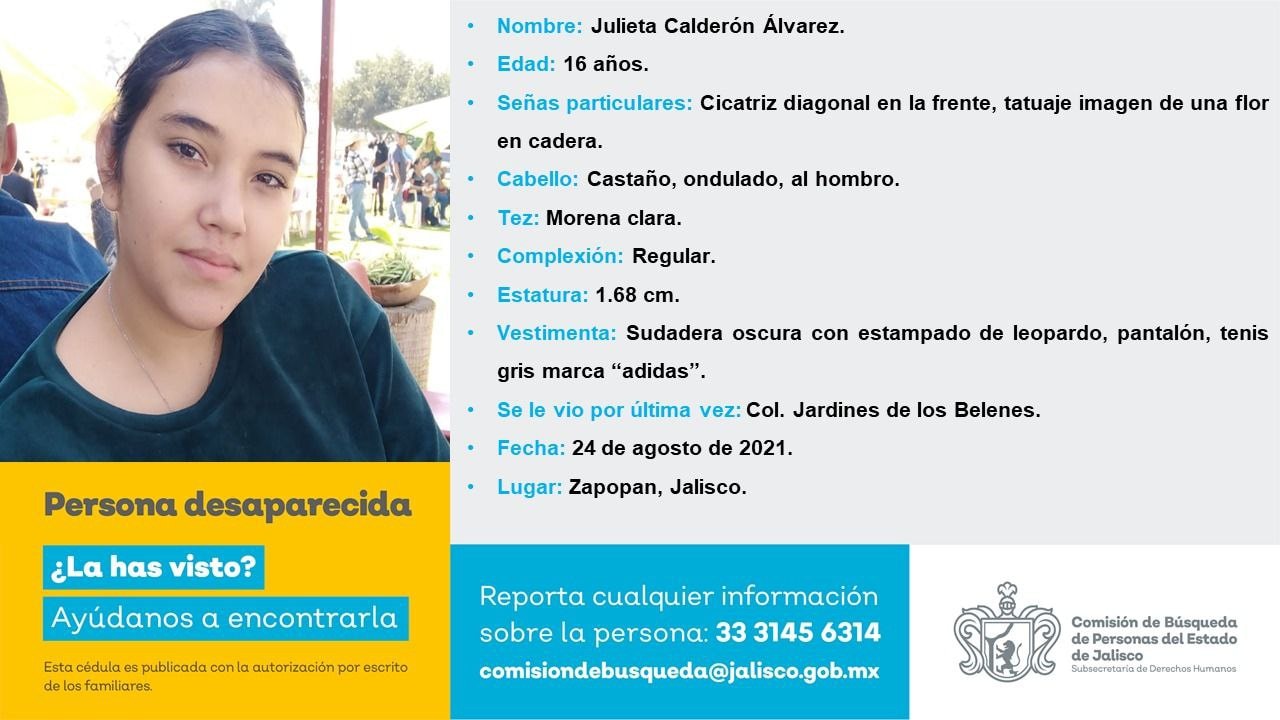 • Nombre: Julieta Calderón Álvarez.
• Edad: 16 años.
• Señas particulares: Cicatriz diagonal en la frente, tatuaje imagen de una flor
en cadera.
• Cabello: Castaño, ondulado, al hombro.
• Tez: Morena clara.
• Complexión: Regular.
• Estatura: 1.68 cm.
• Vestimenta: Sudadera oscura con estampado de leopardo, pantalón, tenis
gris marca “adidas”.
• Se le vio por última vez: Col. Jardines de los Belenes.
• Fecha: 24 de agosto de 2021.
• Lugar: Zapopan, Jalisco.
Persona desaparecida
¿La has visto?
Ayúdanos a encontrarla
Esta cédula es publicada con la autorización por escrito
de los familiares.
Reporta cualquier información
sobre la persona: 33 3145 6314
comisiondebusqueda@jalisco.gob.mx
Comisión de Búsqueda
de Personas del Estado
de Jalisco
Subsecretaría de Derechos Humanos